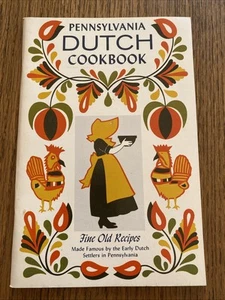 PENNSYLVANIA
DUTCH
COOKBOOK
Fine Old Recipes
Made Famous by the Early Dutch
Settlers in Pennsylvania